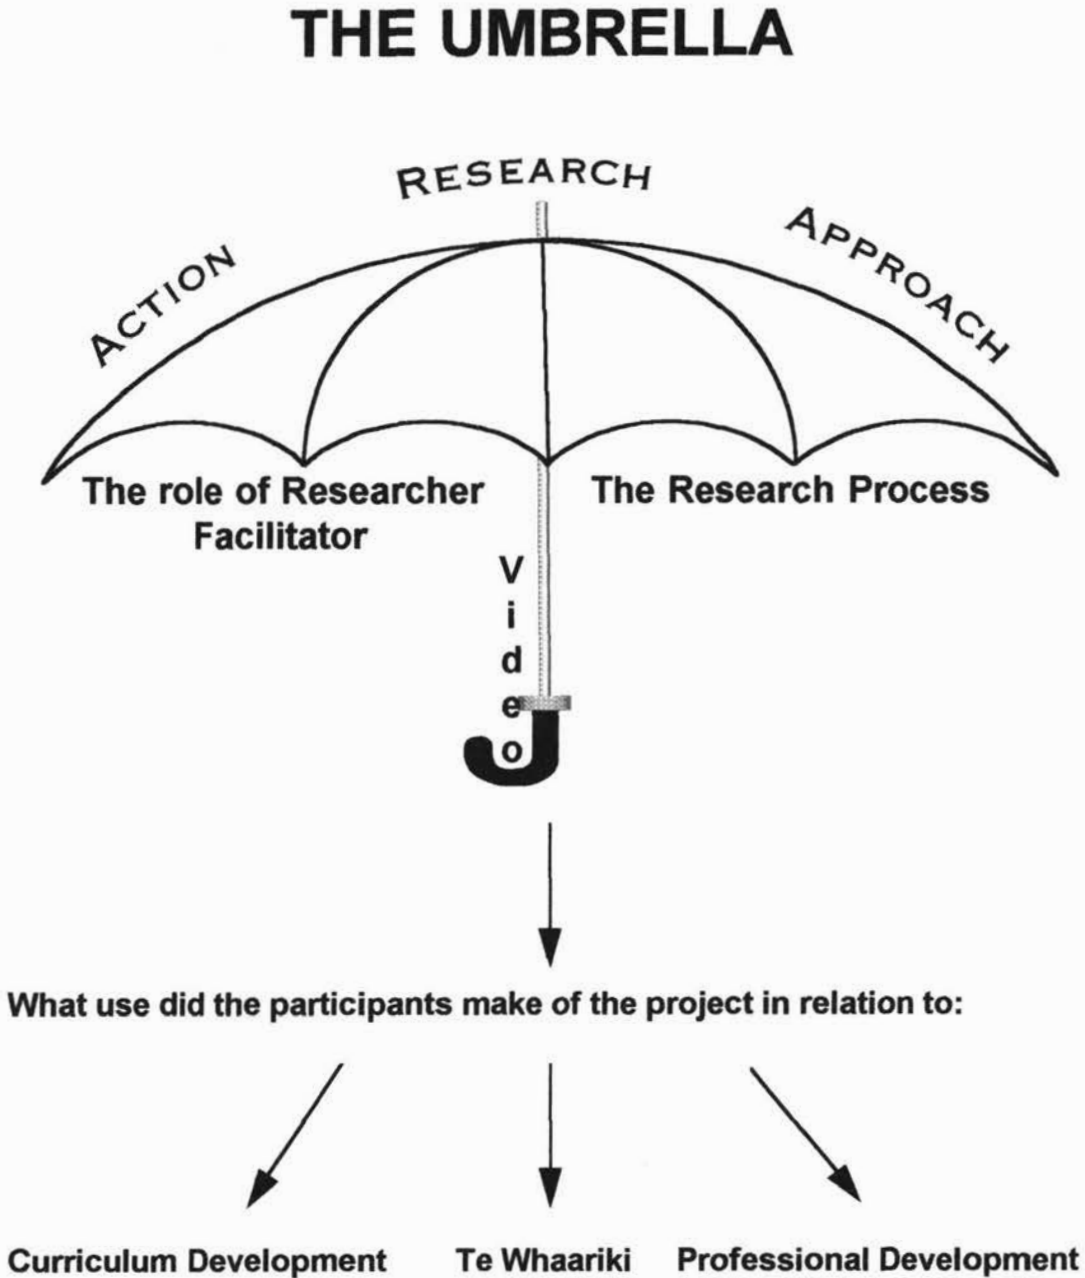 THE UMBRELLA
ACTION RESEARCH APPROACH
The role of Researcher
Facilitator
The Research Process
Video
What use did the participants make of the project in relation to:
Curriculum Development
Te Whaariki
Professional Development